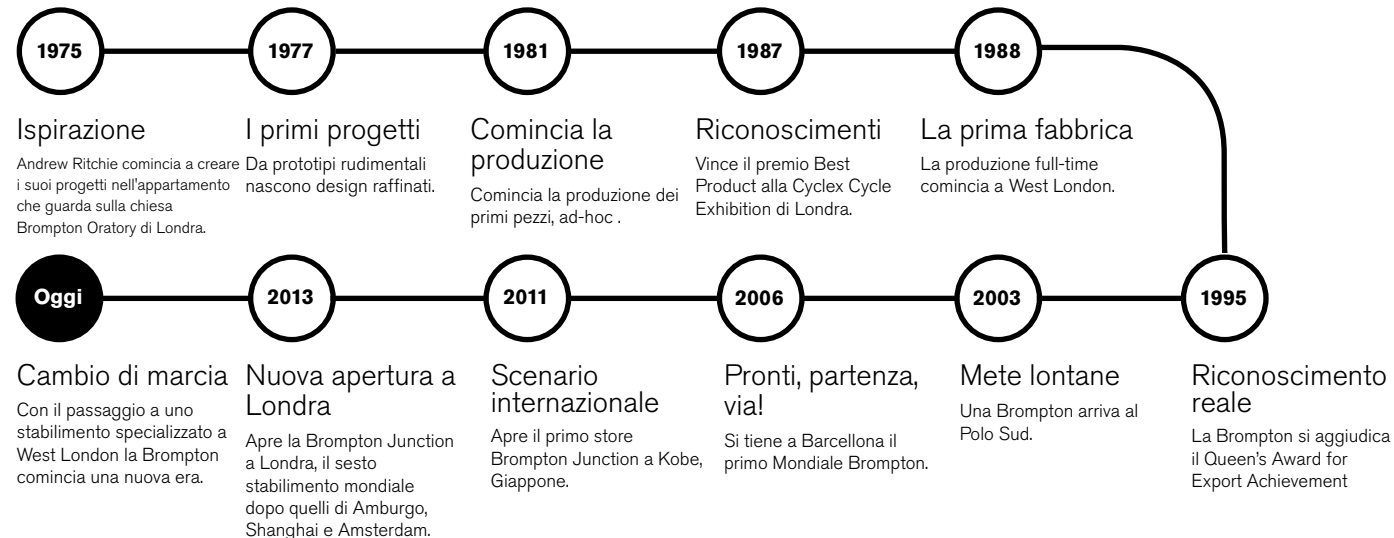 1975
Ispirazione
Andrew Ritchie comincia a creare
i suoi progetti nell'appartamento
che guarda sulla chiesa
Brompton Oratory di Londra.
1977
I primi progetti
Da prototipi rudimentali
nascono design raffinati.
1981
Comincia la
produzione
Comincia la produzione dei
primi pezzi, ad-hoc .
1987
Riconoscimenti
Vince il premio Best
Product alla Cyclex Cycle
Exhibition di Londra.
1988
La prima fabbrica
La produzione full-time
comincia a West London.
1995
Riconoscimento
reale
La Brompton si aggiudica
il Queen's Award for
Export Achievement
2003
Mete lontane
Una Brompton arriva al
Polo Sud.
2006
Pronti, partenza,
via!
Si tiene a Barcellona il
primo Mondiale Brompton.
2011
Scenario
internazionale
Apre il primo store
Brompton Junction a Kobe,
Giappone.
2013
Nuova apertura a
Londra
Apre la Brompton Junction
a Londra, il sesto
stabilimento mondiale
dopo quelli di Amburgo,
Shanghai e Amsterdam.
Oggi
Cambio di marcia
Con il passaggio a uno
stabilimento specializzato a
West London la Brompton
comincia una nuova era.